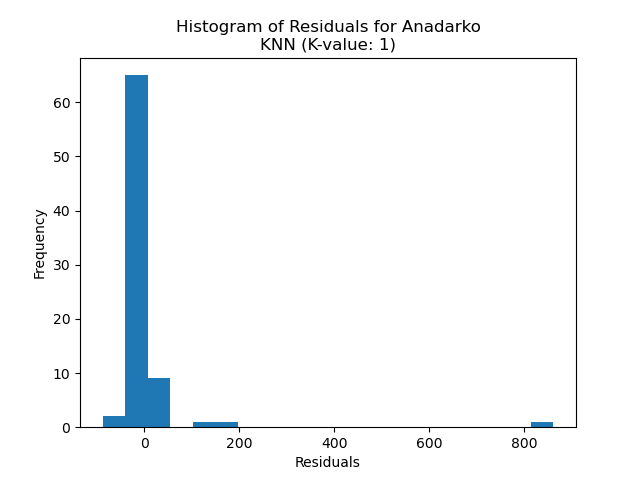 Histogram of Residuals for Anadarko
KNN (K-value: 1)
60
50
40
30
20
10
0
Frequency
0 200 400 600 800
Residuals